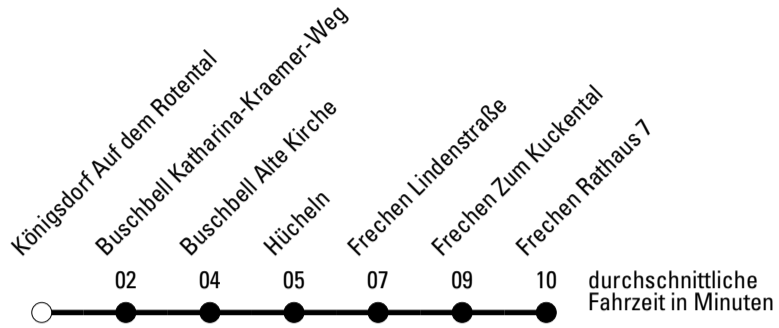 Königsdorf Auf dem Rotental
Buschbell Katharina-Kraemer-Weg
Buschbell Alte Kirche
Hücheln
Frechen Lindenstraße
Frechen Zum Kuckental
Frechen Rathaus 7
02 04 05 07 09 10
durchschnittliche
Fahrzeit in Minuten